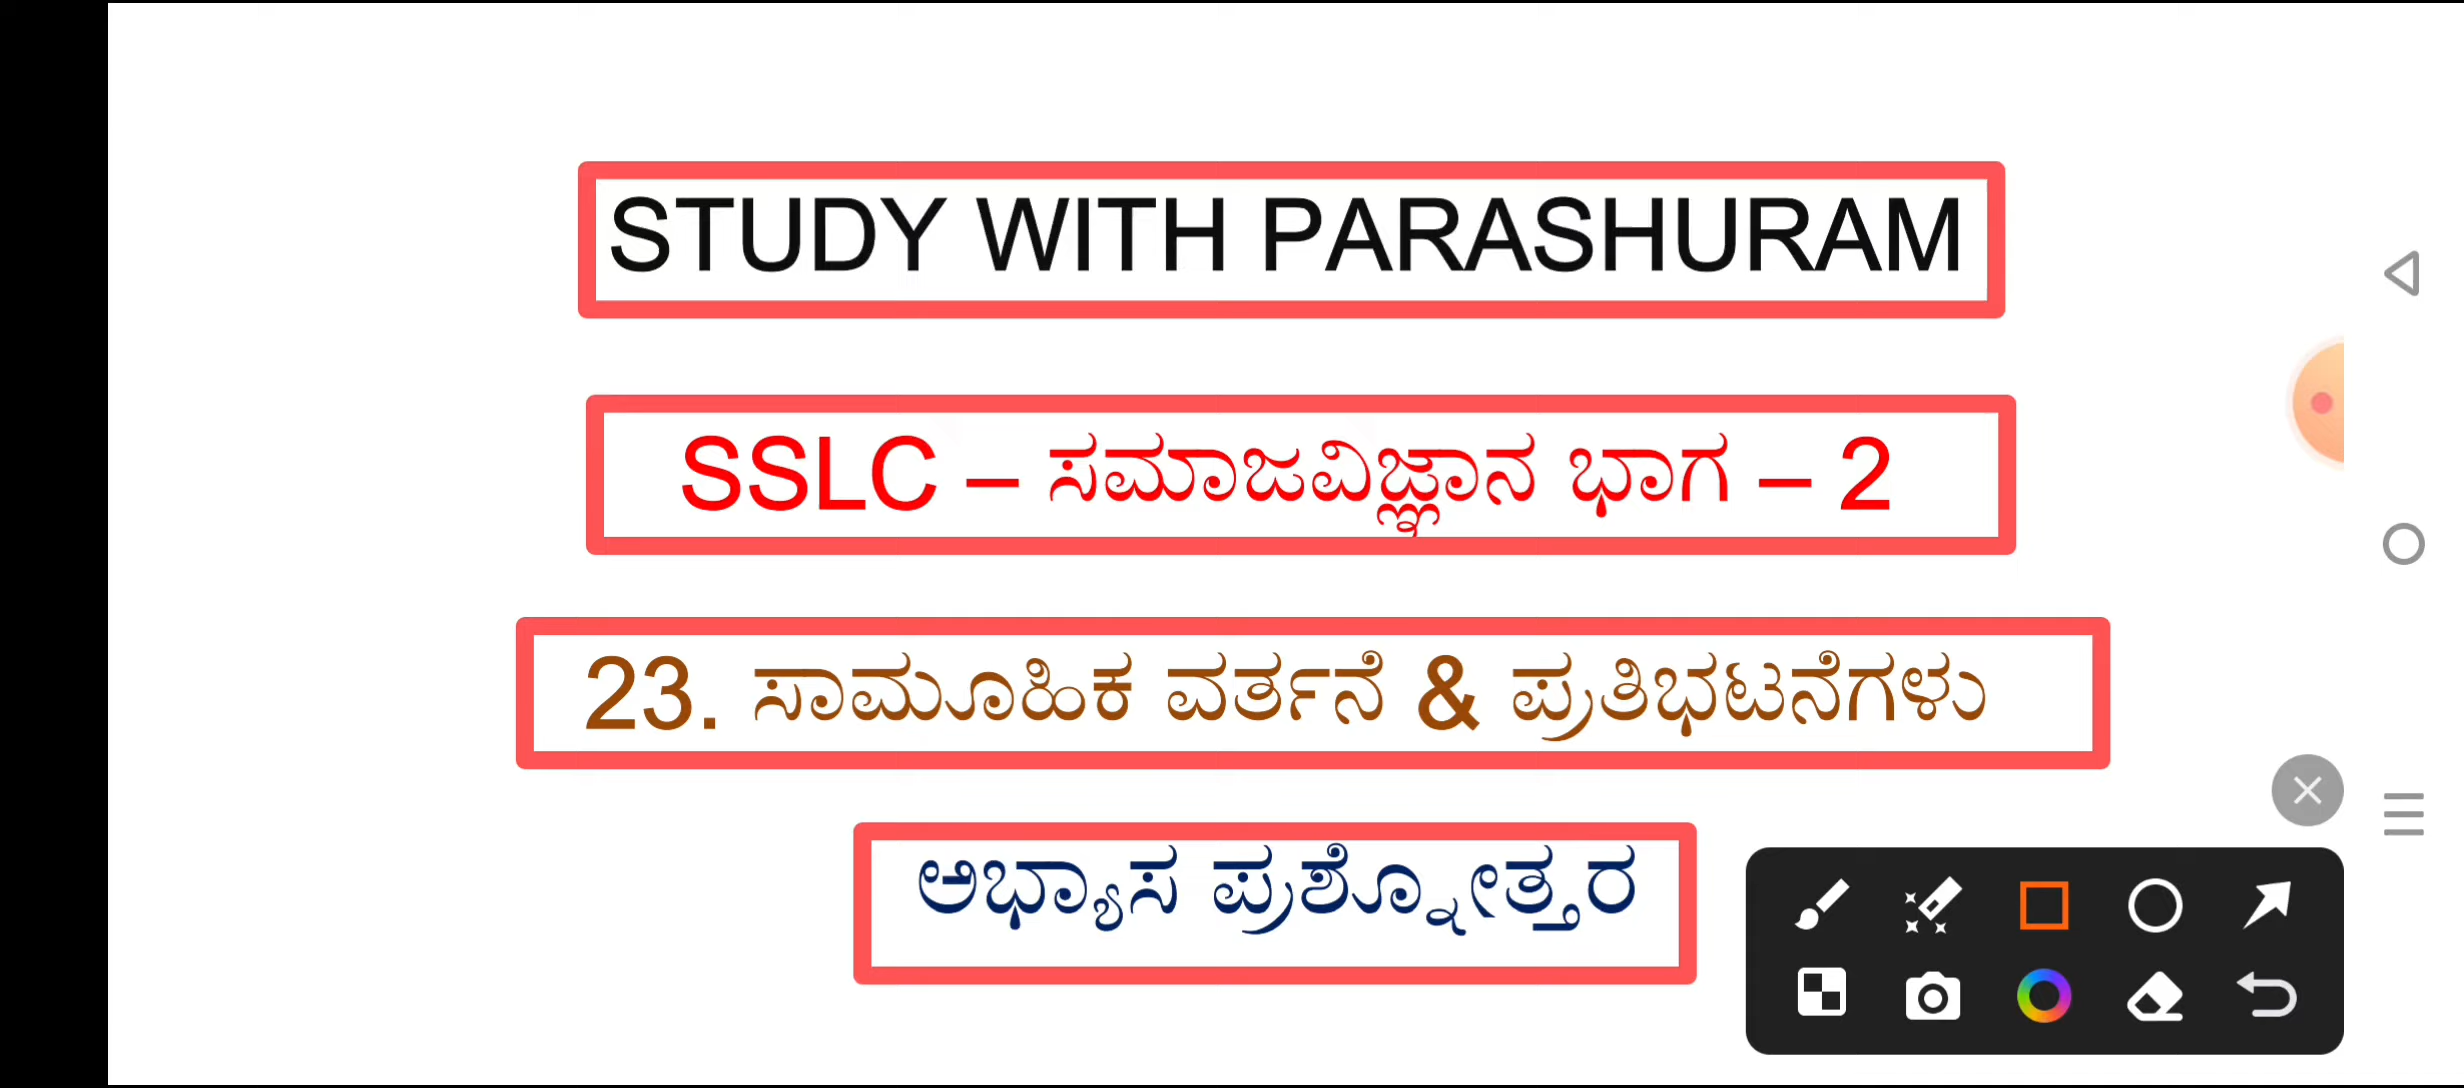 STUDY WITH PARASHURAM
SSLC – ಸಮಾಜವಿಜ್ಞಾನ ಭಾಗ – 2
23. ಸಾಮೂಹಿಕ ವರ್ತನೆ & ಪ್ರತಿಭಟನೆಗಳು
ಅಭ್ಯಾಸ ಪ್ರಶ್ನೋತ್ತರ